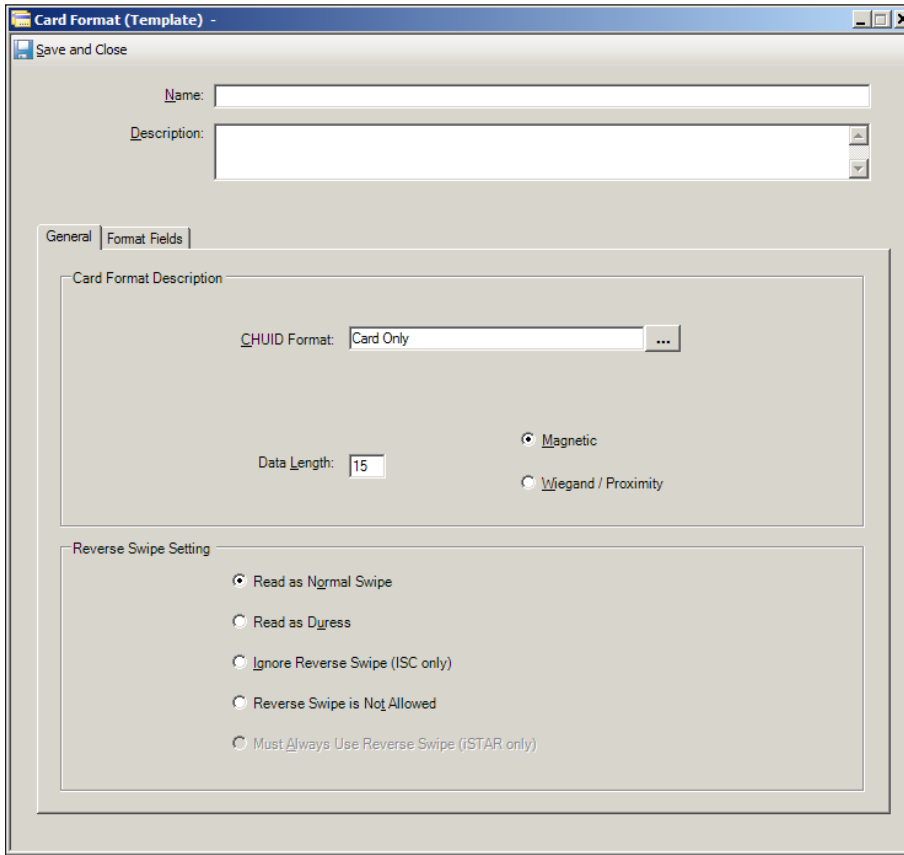 Card Format (Template) -
Save and Close
Name:
Description:
General Format Fields
Card Format Description
CHUID Format: Card Only ...
Magnetic
Data Length: 15
Wiegand / Proximity
Reverse Swipe Setting
Read as Normal Swipe
Read as Duress
Ignore Reverse Swipe (ISC only)
Reverse Swipe is Not Allowed
Must Always Use Reverse Swipe (iSTAR only)